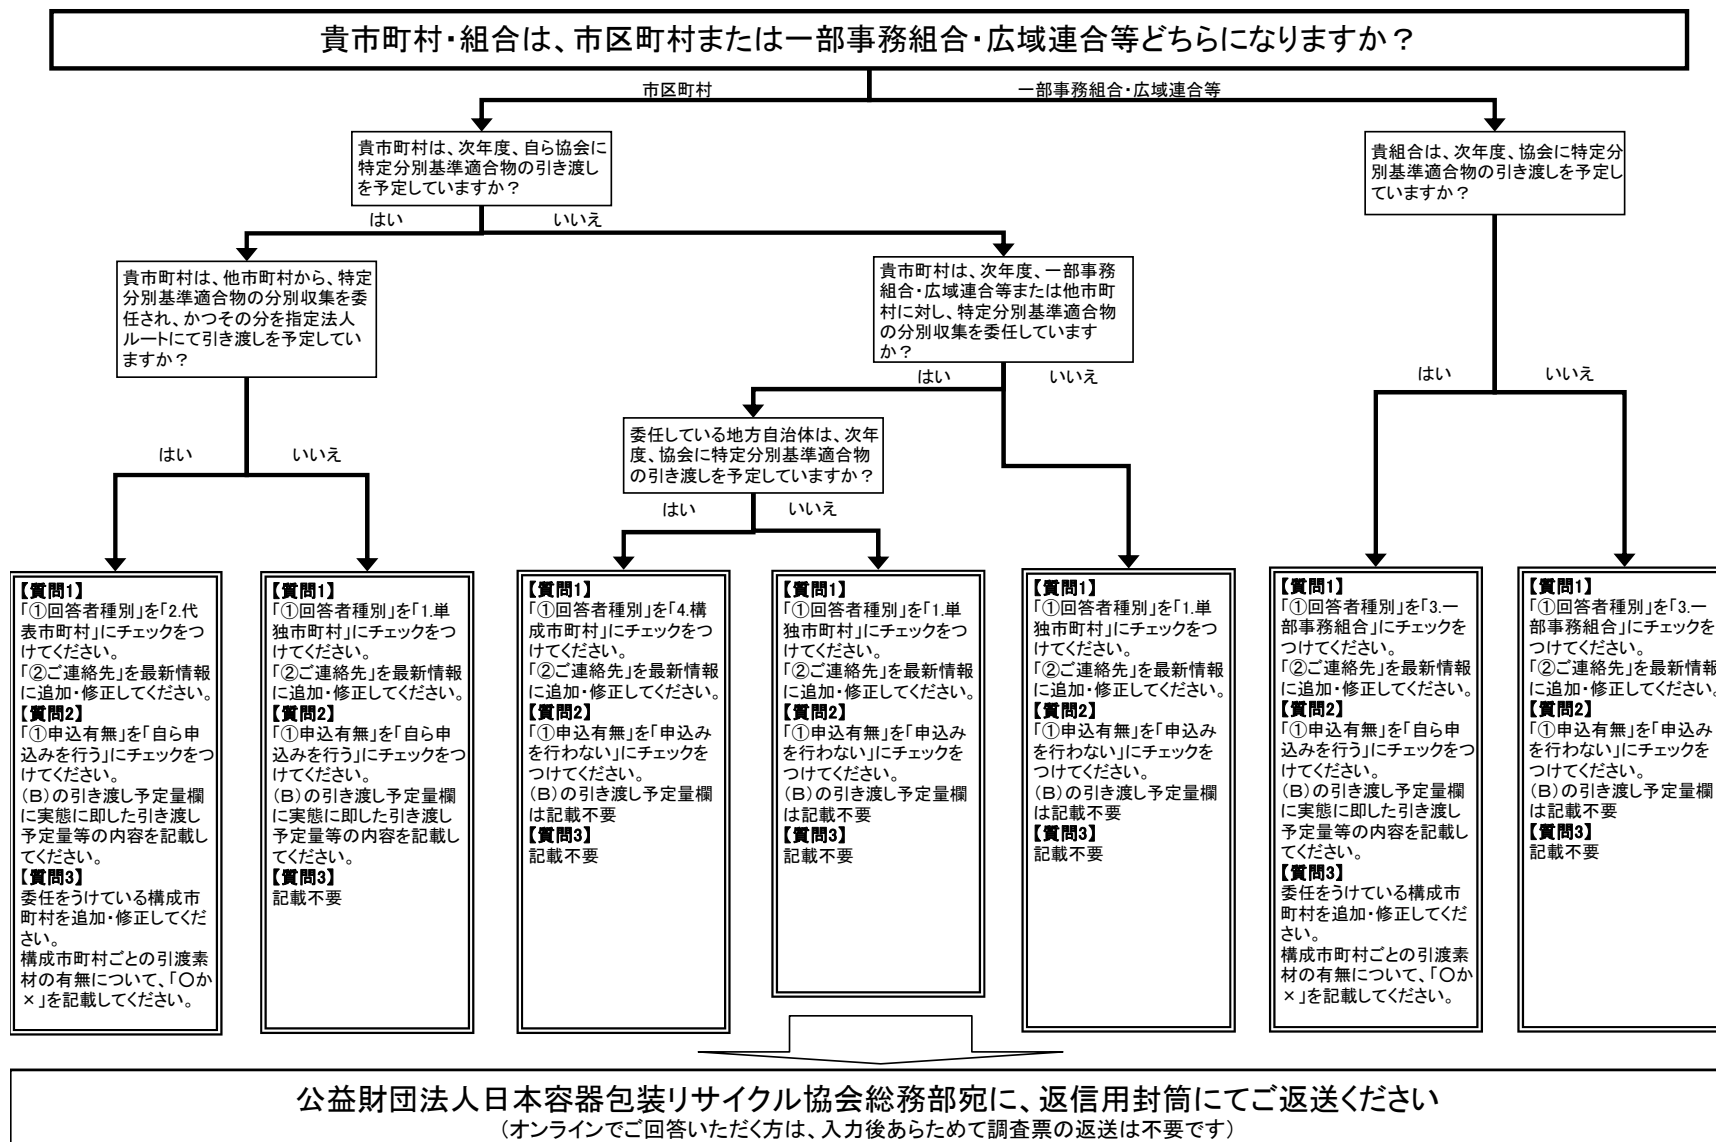 貴市町村・組合は、市区町村または一部事務組合・広域連合等どちらになりますか？
市区町村
一部事務組合・広域連合等
貴市町村は、次年度、自ら協会に
特定分別基準適合物の引き渡し
を予定していますか？
貴組合は、次年度、協会に特定分
別基準適合物の引き渡しを予定し
ていますか？
はい
いいえ
貴市町村は、他市町村から、特定
分別基準適合物の分別収集を委
任され、かつその分を指定法人
ルートにて引き渡しを予定してい
ますか？
貴市町村は、次年度、一部事務
組合・広域連合等または他市町
村に対し、特定分別基準適合物
の分別収集を委任しています
か？
はい
いいえ
はい
いいえ
委任している地方自治体は、次年
度、協会に特定分別基準適合物
の引き渡しを予定していますか？
はい
いいえ
はい
いいえ
【質問1】
「①回答者種別」を「2.代
表市町村」にチェックをつ
けてください。
「②ご連絡先」を最新情報
に追加・修正してください。
【質問2】
「①申込有無」を「自ら申
込みを行う」にチェックをつ
けてください。
（B）の引き渡し予定量欄
に実態に即した引き渡し
予定量等の内容を記載し
てください。
【質問3】
委任をうけている構成市
町村を追加・修正してくだ
さい。
構成市町村ごとの引渡素
材の有無について、「○か
×」を記載してください。
【質問1】
「①回答者種別」を「1.単
独市町村」にチェックをつ
けてください。
「②ご連絡先」を最新情報
に追加・修正してください。
【質問2】
「①申込有無」を「自ら申
込みを行う」にチェックをつ
けてください。
（B）の引き渡し予定量欄
に実態に即した引き渡し
予定量等の内容を記載し
てください。
【質問3】
記載不要
【質問1】
「①回答者種別」を「4.構
成市町村」にチェックをつ
けてください。
「②ご連絡先」を最新情報
に追加・修正してください。
【質問2】
「①申込有無」を「申込み
を行わない」にチェックを
つけてください。
（B）の引き渡し予定量欄
は記載不要
【質問3】
記載不要
【質問1】
「①回答者種別」を「1.単
独市町村」にチェックをつ
けてください。
「②ご連絡先」を最新情報
に追加・修正してください。
【質問2】
「①申込有無」を「申込み
を行わない」にチェックを
つけてください。
（B）の引き渡し予定量欄
は記載不要
【質問3】
記載不要
【質問1】
「①回答者種別」を「1.単
独市町村」にチェックをつ
けてください。
「②ご連絡先」を最新情報
に追加・修正してください。
【質問2】
「①申込有無」を「申込み
を行わない」にチェックを
つけてください。
（B）の引き渡し予定量欄
は記載不要
【質問3】
記載不要
【質問1】
「①回答者種別」を「3.一
部事務組合」にチェックを
つけてください。
「②ご連絡先」を最新情報
に追加・修正してください。
【質問2】
「①申込有無」を「自ら申
込みを行う」にチェックをつ
けてください。
（B）の引き渡し予定量欄
に実態に即した引き渡し
予定量等の内容を記載し
てください。
【質問3】
委任をうけている構成市
町村を追加・修正してくだ
さい。
構成市町村ごとの引渡素
材の有無について、「○か
×」を記載してください。
【質問1】
「①回答者種別」を「3.一
部事務組合」にチェックを
つけてください。
「②ご連絡先」を最新情報
に追加・修正してください。
【質問2】
「①申込有無」を「申込み
を行わない」にチェックを
つけてください。
（B）の引き渡し予定量欄
は記載不要
【質問3】
記載不要
公益財団法人日本容器包装リサイクル協会総務部宛に、返信用封筒にてご返送ください
（オンラインでご回答いただく方は、入力後あらためて調査票の返送は不要です）